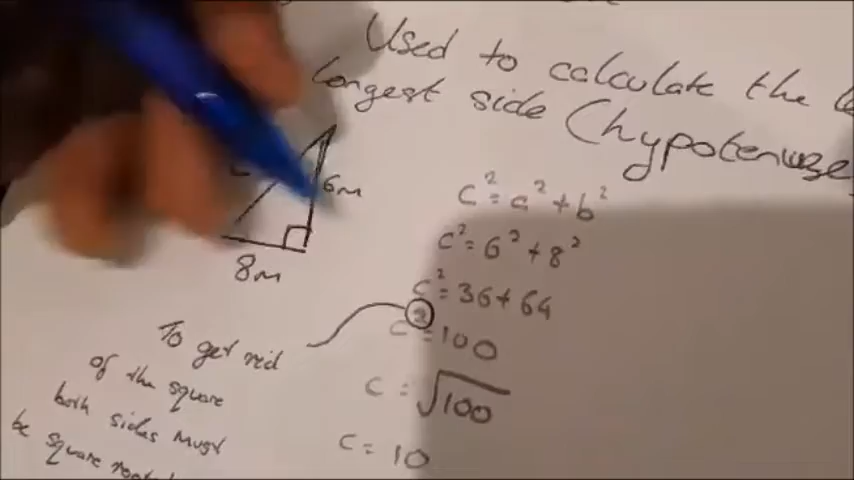 Used to calculate the
longest side (hypotenuse
6m
8m
c² = a² + b²
c² = 6² + 8²
c² = 36 + 64
c² = 100
c = √100
c = 10
To get rid
of the square
both sides must
be square